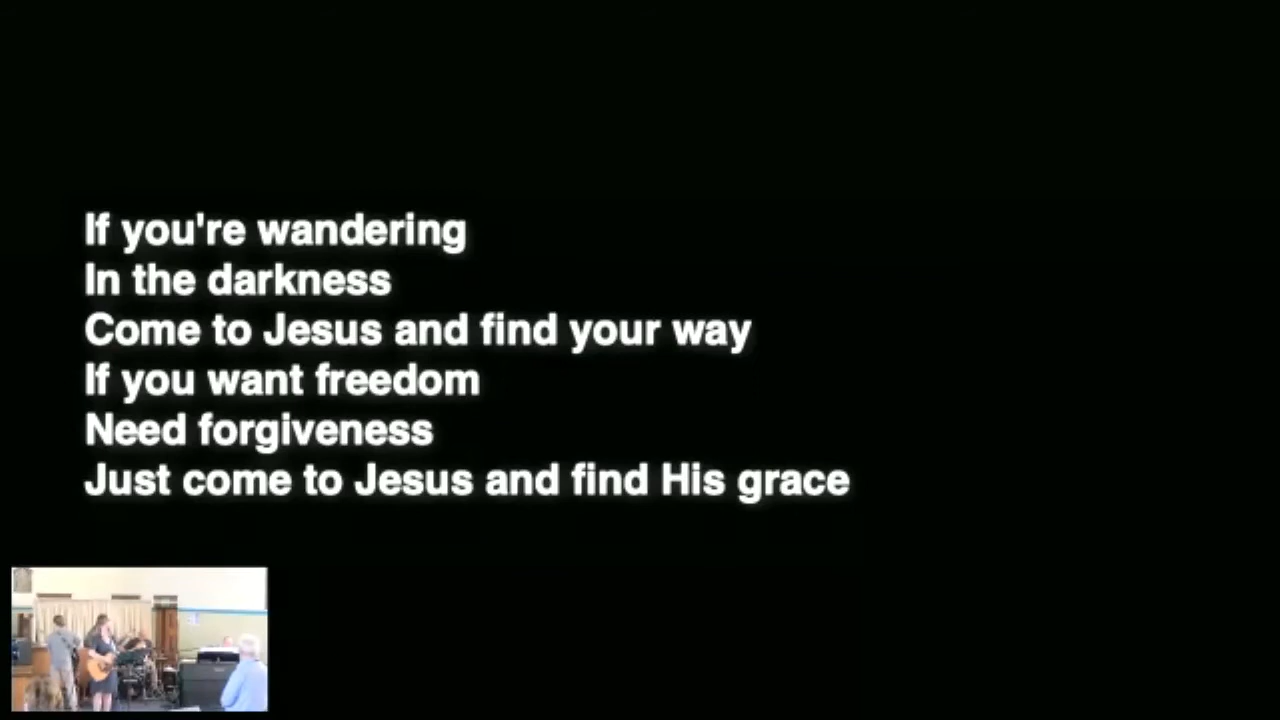 If you're wandering
In the darkness
Come to Jesus and find your way
If you want freedom
Need forgiveness
Just come to Jesus and find His grace